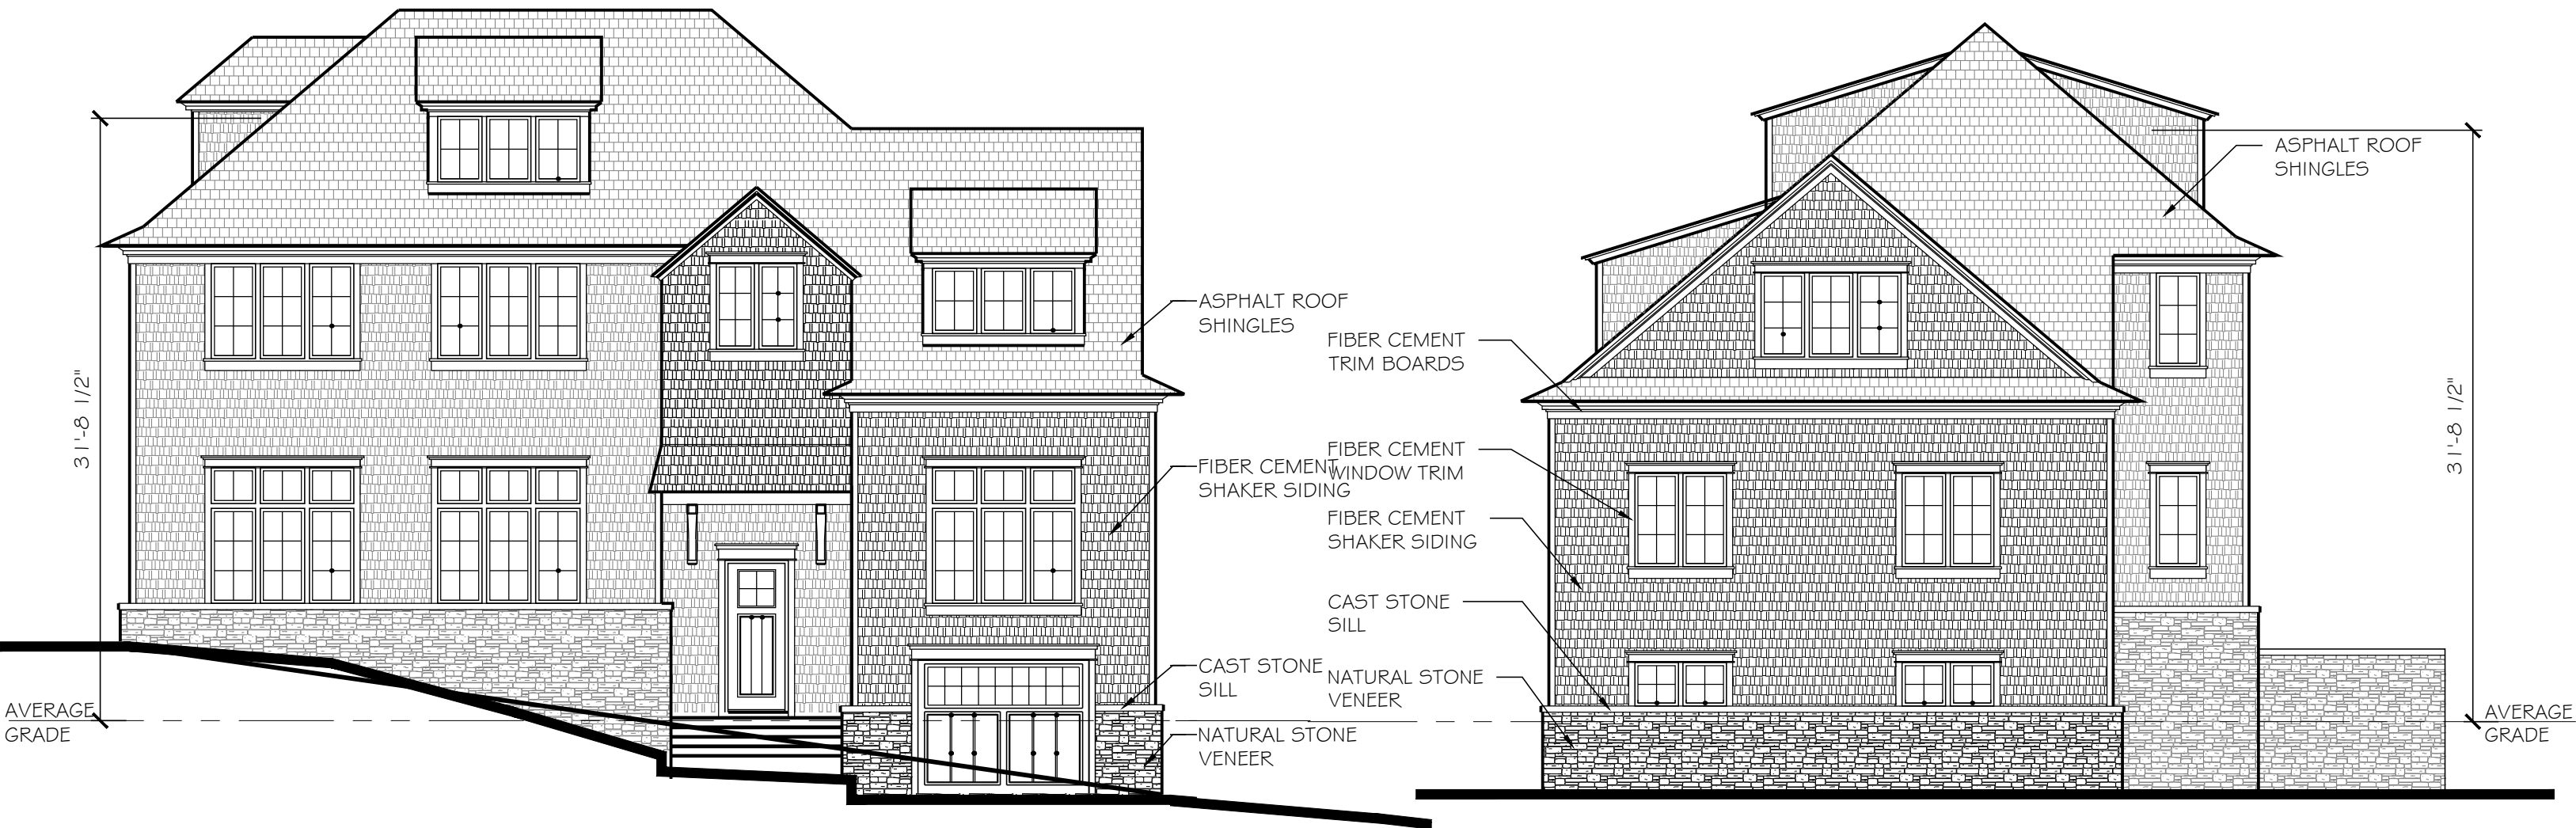 31'-8 1/2"
AVERAGE
GRADE
ASPHALT ROOF
SHINGLES
FIBER CEMENT
SHAKER SIDING
CAST STONE
SILL
NATURAL STONE
VENEER
FIBER CEMENT
TRIM BOARDS
FIBER CEMENT
WINDOW TRIM
FIBER CEMENT
SHAKER SIDING
CAST STONE
SILL
NATURAL STONE
VENEER
ASPHALT ROOF
SHINGLES
31'-8 1/2"
AVERAGE
GRADE